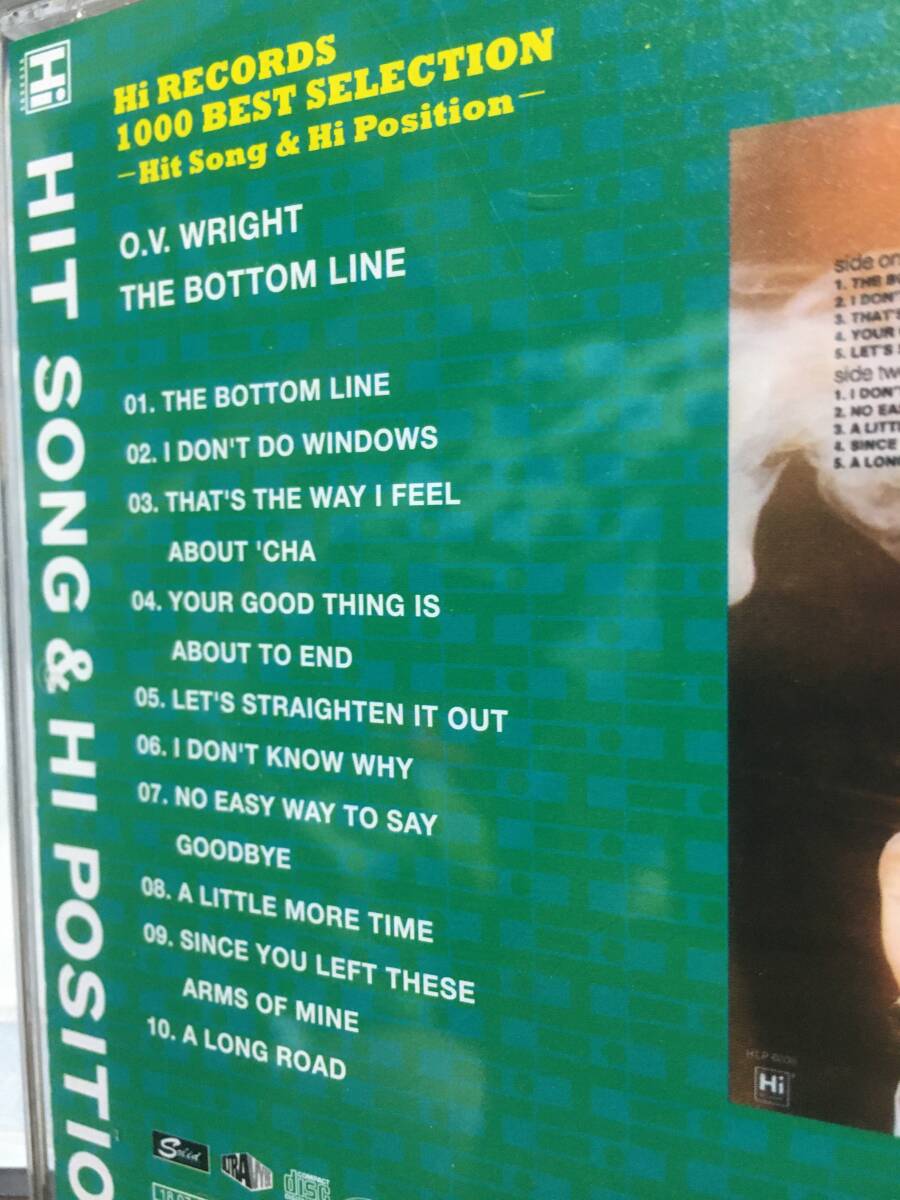 Hi
HIT SONG & HI POSITIO
Hi RECORDS
1000 BEST SELECTION
—Hit Song & Hi Position—
O.V. WRIGHT
THE BOTTOM LINE
01. THE BOTTOM LINE
02. I DON'T DO WINDOWS
03. THAT'S THE WAY I FEEL
ABOUT 'CHA
04. YOUR GOOD THING IS
ABOUT TO END
05. LET'S STRAIGHTEN IT OUT
06. I DON'T KNOW WHY
07. NO EASY WAY TO SAY
GOODBYE
08. A LITTLE MORE TIME
09. SINCE YOU LEFT THESE
ARMS OF MINE
10. A LONG ROAD
side on
1. THE B
2. I DON'
3. THAT'S
4. YOUR
5. LET'S
side tw
1. I DON'
2. NO EA
3. A LITT
4. SINCE
5. A LON
Hi
Solid
COMPACT
disc